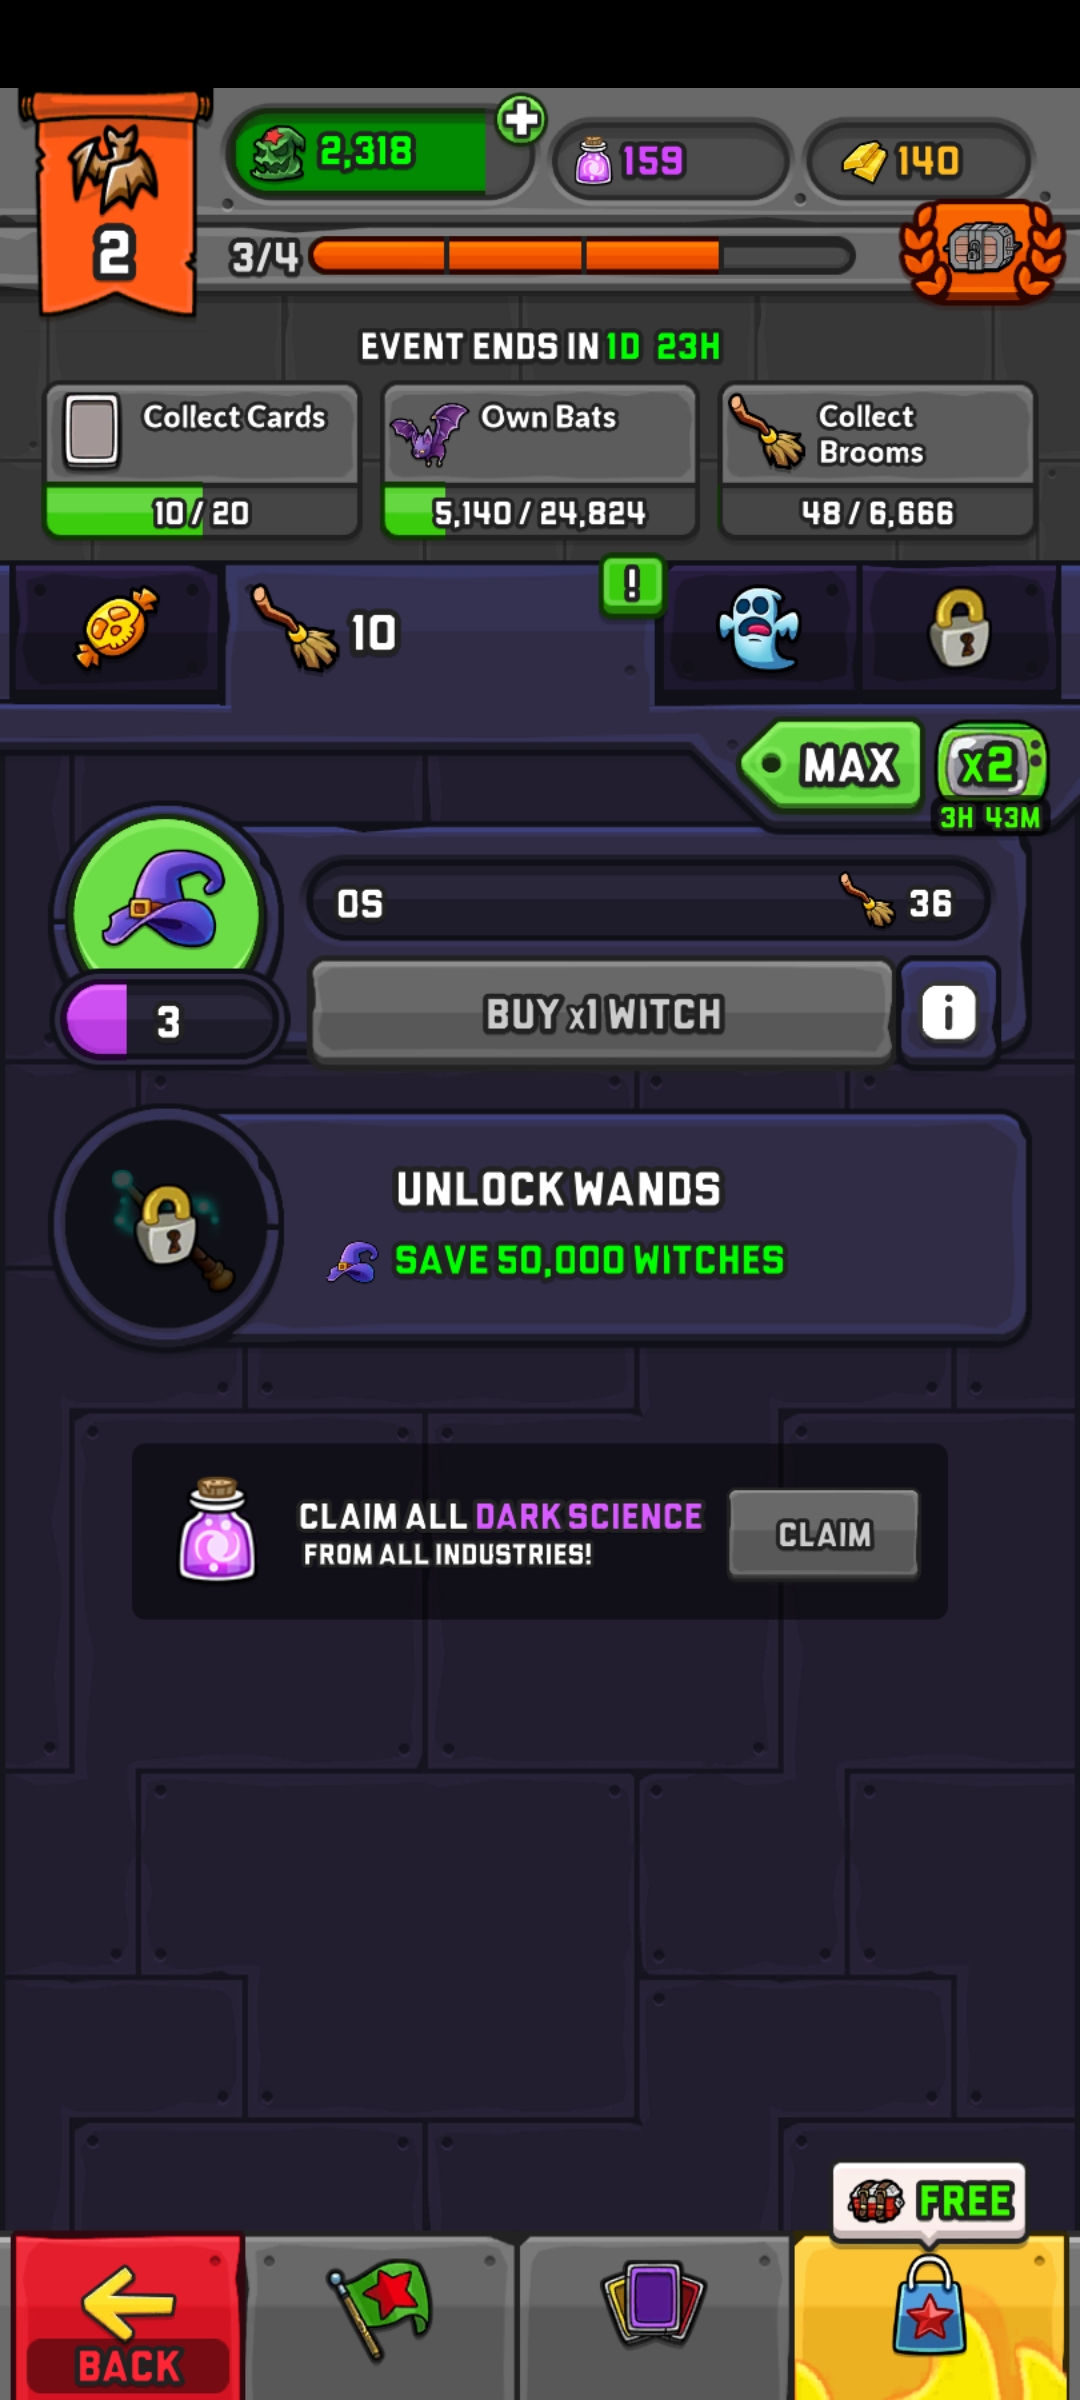 2
2,318
159
140
3/4
EVENT ENDS IN 1D 23H
Collect Cards
10 / 20
Own Bats
5,140 / 24,824
Collect
Brooms
48 / 6,666
10
!
MAX
x2
3H 43M
0S
36
3
BUY x1 WITCH
i
UNLOCK WANDS
SAVE 50,000 WITCHES
CLAIM ALL DARK SCIENCE
FROM ALL INDUSTRIES!
CLAIM
FREE
BACK